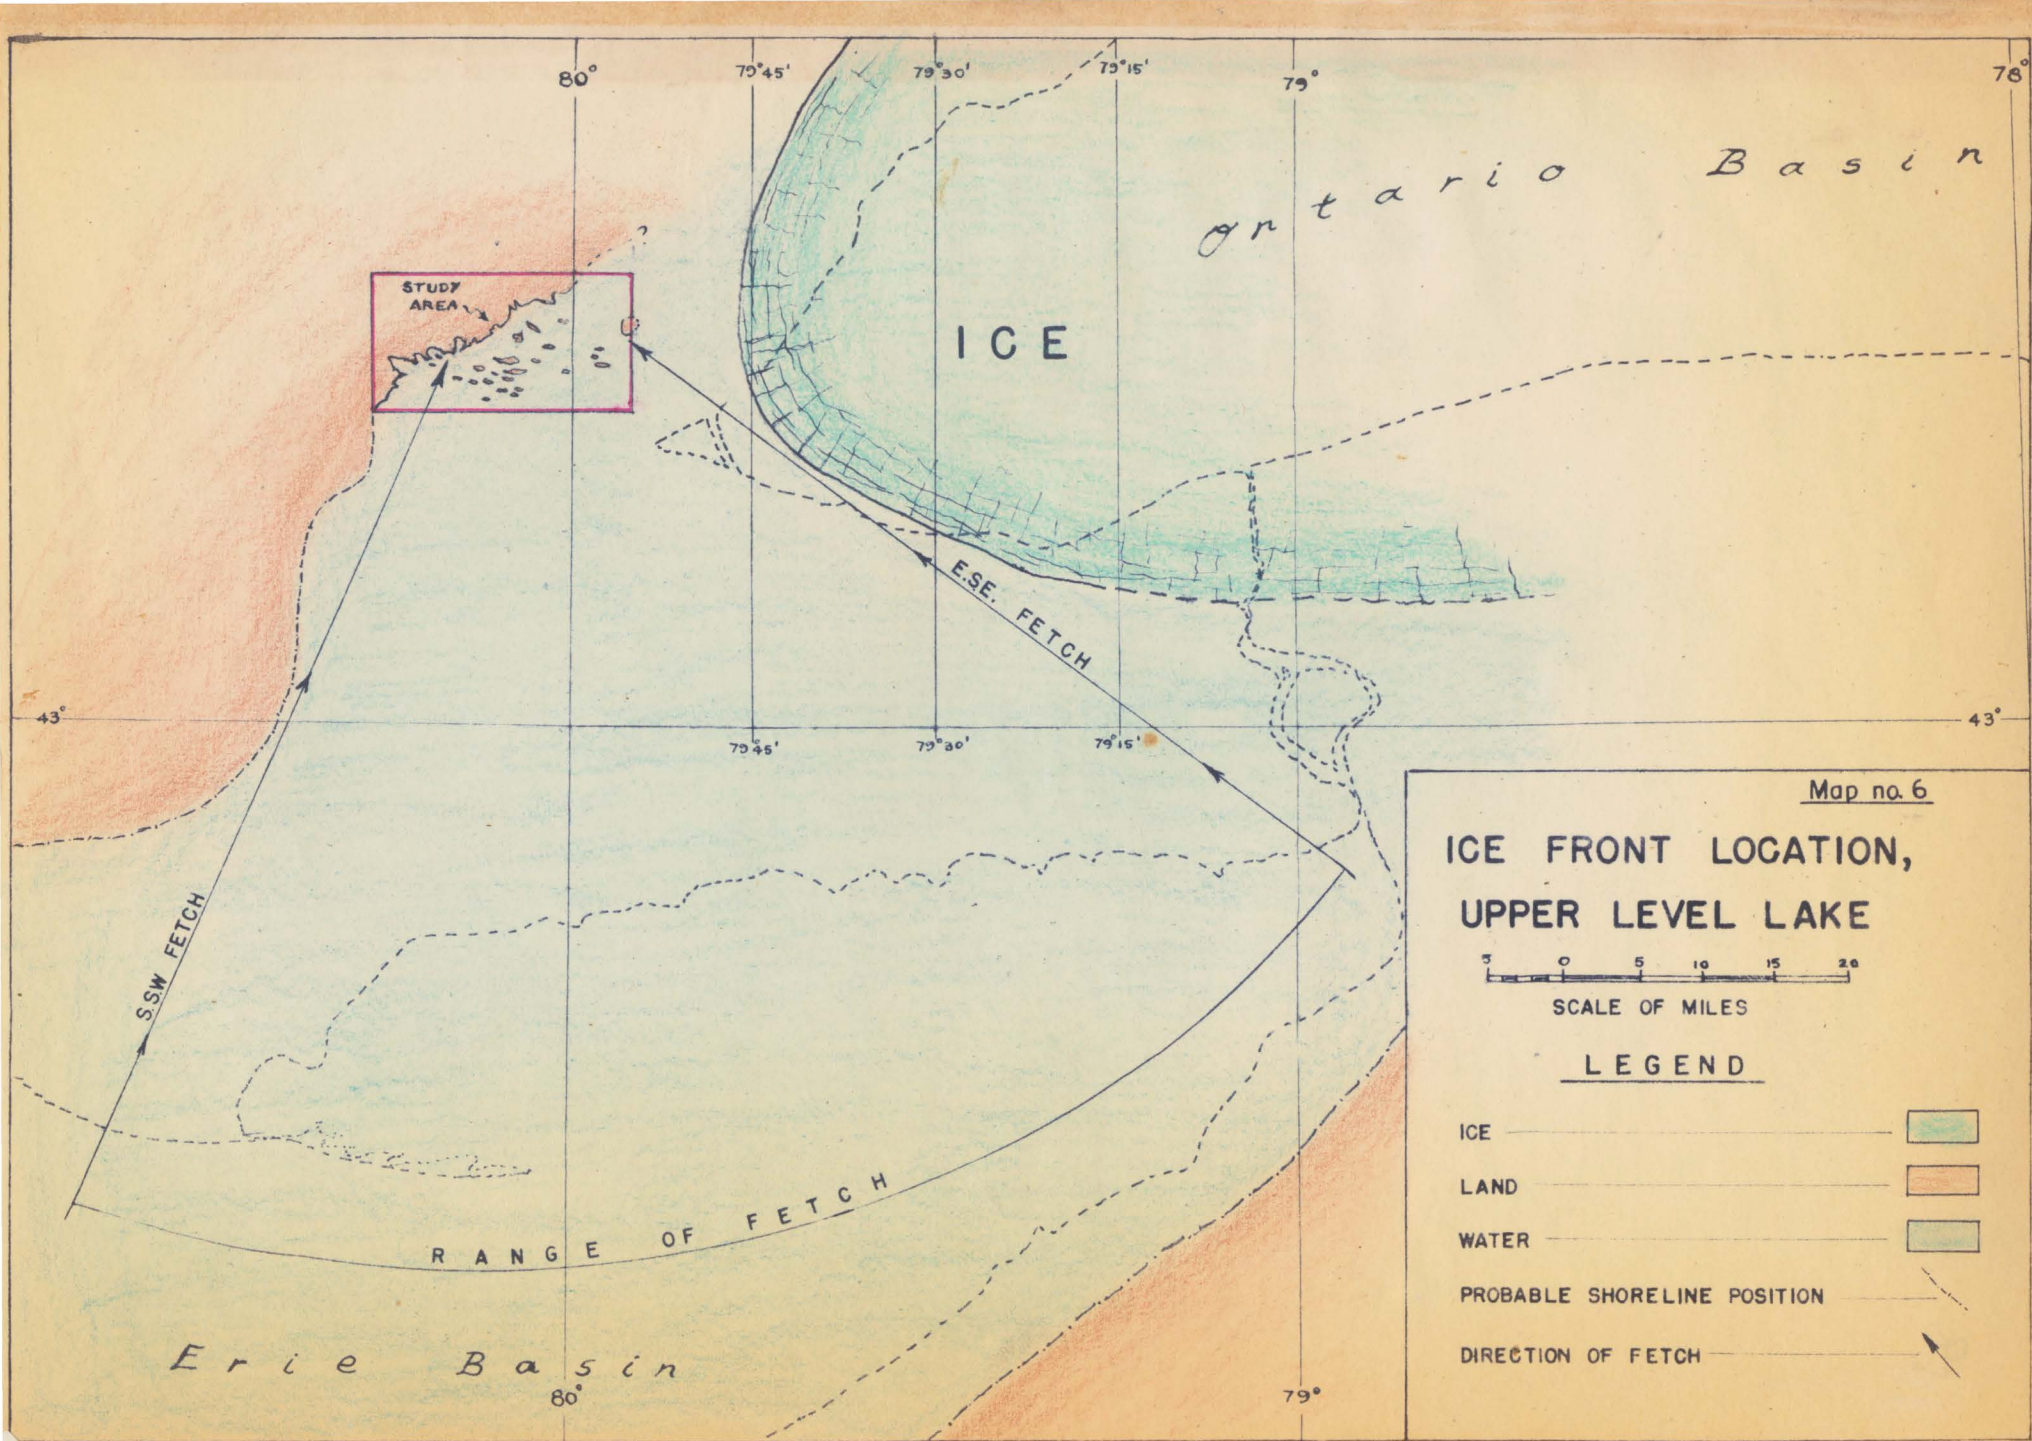 80°
79°45'
79°30'
79°15'
79°
78°
Ontario Basin
?
STUDY
AREA
ICE
E.SE. FETCH
43°
43°
79°45'
79°30'
79°15'
S.SW FETCH
RANGE OF FETCH
Erie Basin
80°
79°
Map no. 6
ICE FRONT LOCATION,
UPPER LEVEL LAKE
5 0 5 10 15 20
SCALE OF MILES
LEGEND
ICE
LAND
WATER
PROBABLE SHORELINE POSITION
DIRECTION OF FETCH